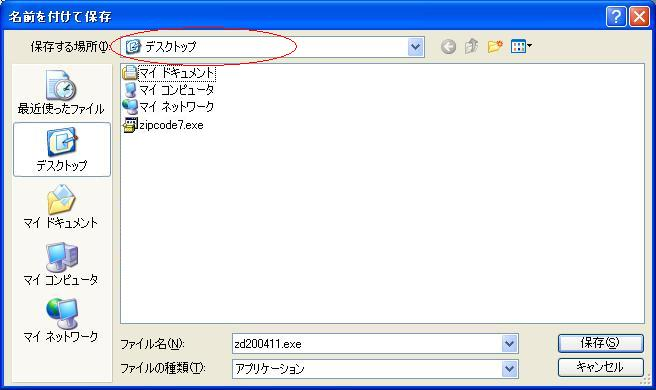 名前を付けて保存
保存する場所(I):
デスクトップ
最近使ったファイル
デスクトップ
マイ ドキュメント
マイ コンピュータ
マイ ネットワーク
マイ ドキュメント
マイ コンピュータ
マイ ネットワーク
zipcode7.exe
ファイル名(N):
zd200411.exe
保存(S)
ファイルの種類(T):
アプリケーション
キャンセル